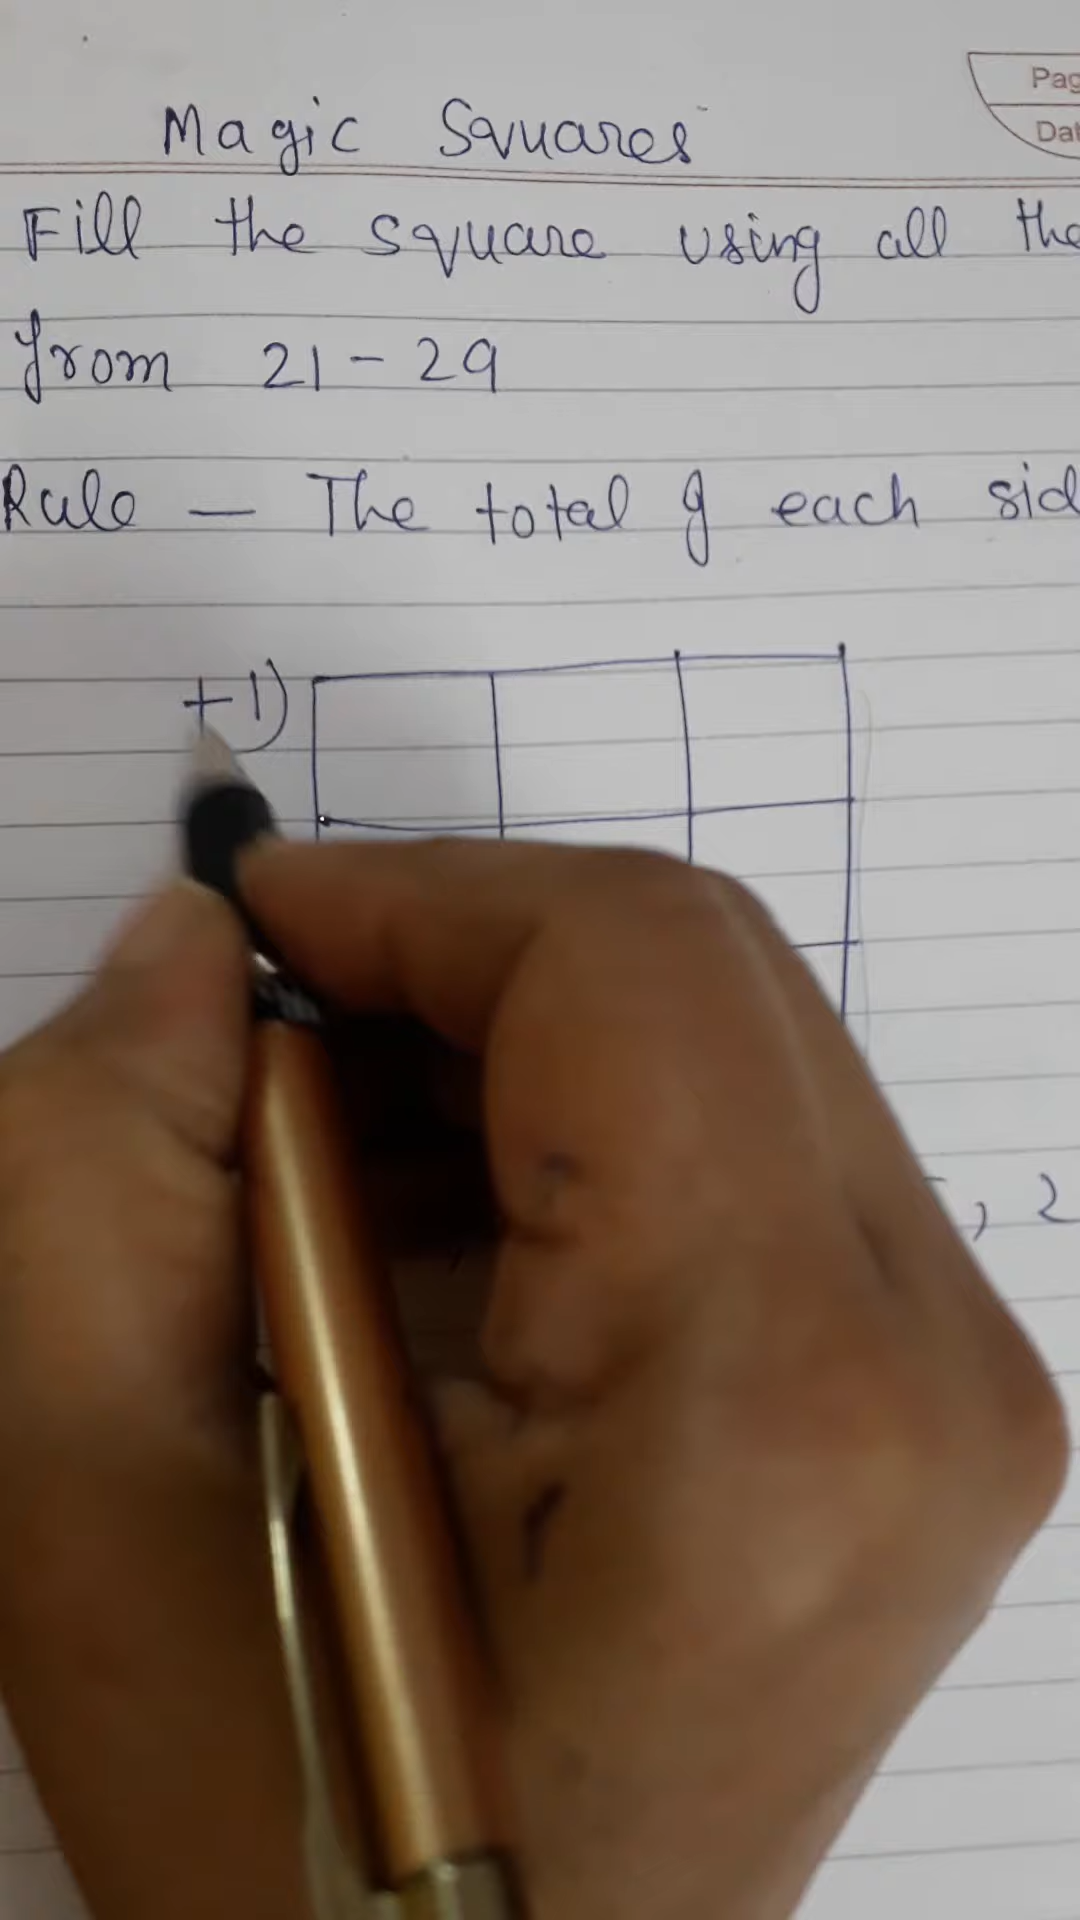 Pag
Dat
Magic Squares
Fill the square using all the
from 21 - 29
Rule - The total of each sid
+1)
, 2